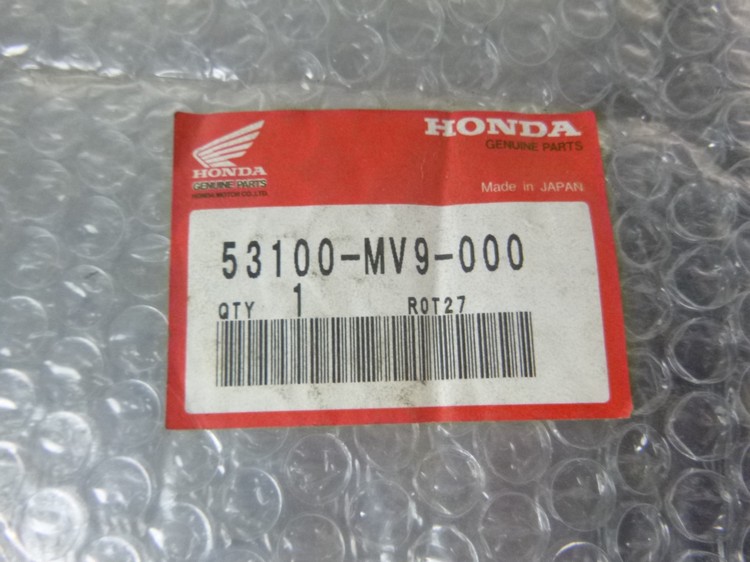 HONDA
GENUINE PARTS
HONDA MOTOR CO., LTD.
HONDA
GENUINE PARTS
Made in JAPAN
53100-MV9-000
QTY 1 R0T27